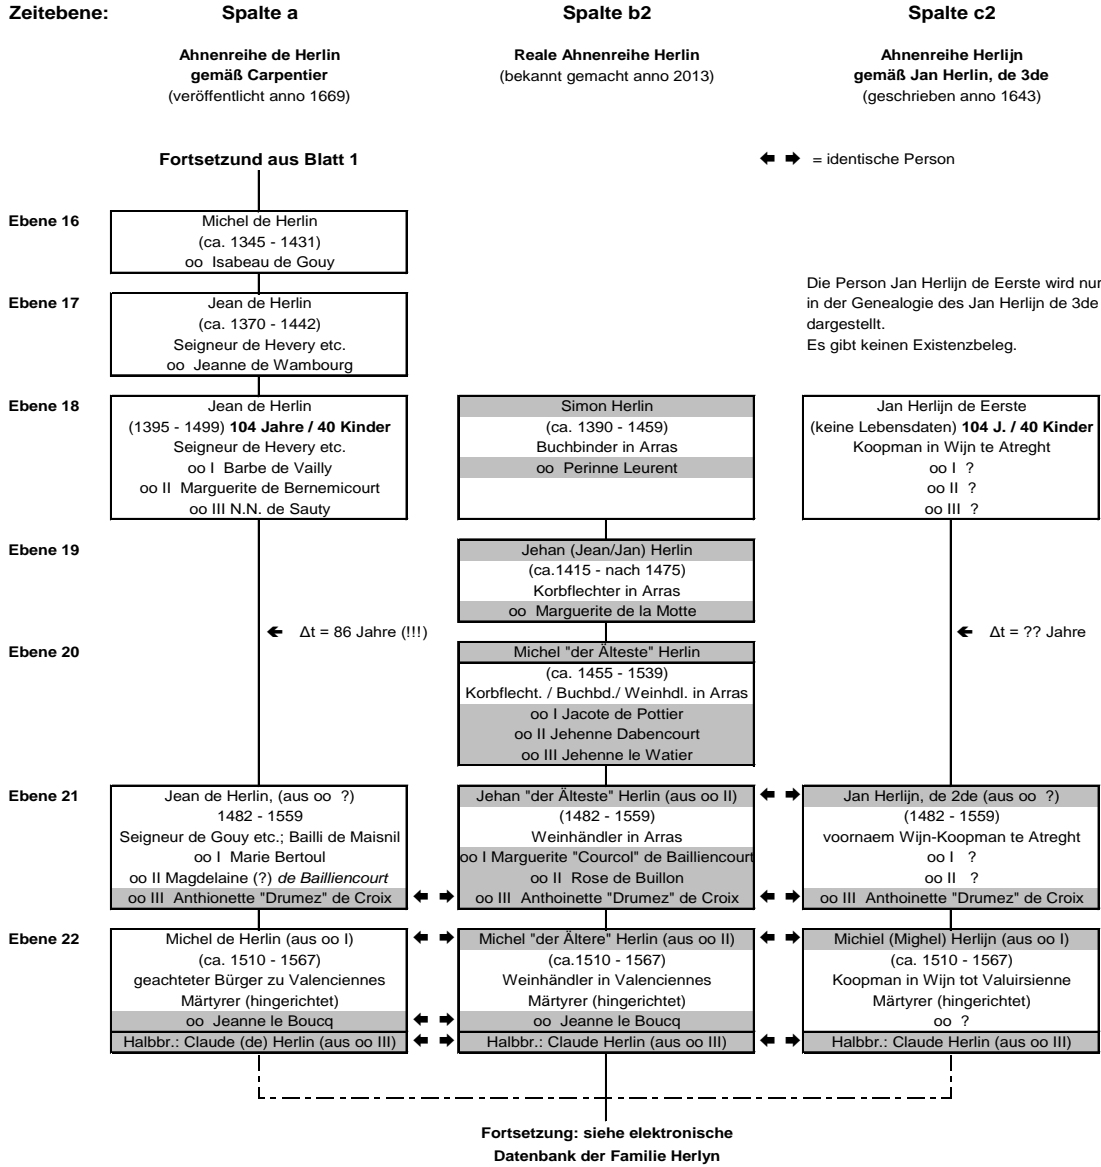 Zeitebene: Spalte a Spalte b2 Spalte c2
Ahnenreihe de Herlin
gemäß Carpentier
(veröffentlicht anno 1669)
Reale Ahnenreihe Herlin
(bekannt gemacht anno 2013)
Ahnenreihe Herlijn
gemäß Jan Herlin, de 3de
(geschrieben anno 1643)
Fortsetzund aus Blatt 1
🡸 🡺 = identische Person
Ebene 16
Michel de Herlin
(ca. 1345 - 1431)
oo Isabeau de Gouy
Ebene 17
Jean de Herlin
(ca. 1370 - 1442)
Seigneur de Hevery etc.
oo Jeanne de Wambourg
Die Person Jan Herlijn de Eerste wird nur
in der Genealogie des Jan Herlijn de 3de
dargestellt.
Es gibt keinen Existenzbeleg.
Ebene 18
Jean de Herlin
(1395 - 1499) 104 Jahre / 40 Kinder
Seigneur de Hevery etc.
oo I Barbe de Vailly
oo II Marguerite de Bernemicourt
oo III N.N. de Sauty
Simon Herlin
(ca. 1390 - 1459)
Buchbinder in Arras
oo Perinne Leurent
Jan Herlijn de Eerste
(keine Lebensdaten) 104 J. / 40 Kinder
Koopman in Wijn te Atreght
oo I ?
oo II ?
oo III ?
Ebene 19
Jehan (Jean/Jan) Herlin
(ca.1415 - nach 1475)
Korbflechter in Arras
oo Marguerite de la Motte
🡸 Δt = 86 Jahre (!!!)
🡸 Δt = ?? Jahre
Ebene 20
Michel "der Älteste" Herlin
(ca. 1455 - 1539)
Korbflecht. / Buchbd./ Weinhdl. in Arras
oo I Jacote de Pottier
oo II Jehenne Dabencourt
oo III Jehenne le Watier
Ebene 21
Jean de Herlin, (aus oo ?)
1482 - 1559
Seigneur de Gouy etc.; Bailli de Maisnil
oo I Marie Bertoul
oo II Magdelaine (?) de Bailliencourt
oo III Anthionette "Drumez" de Croix
Jehan "der Älteste" Herlin (aus oo II)
(1482 - 1559)
Weinhändler in Arras
oo I Marguerite "Courcol" de Bailliencourt
oo II Rose de Buillon
oo III Anthoinette "Drumez" de Croix
Jan Herlijn, de 2de (aus oo ?)
(1482 - 1559)
voornaem Wijn-Koopman te Atreght
oo I ?
oo II ?
oo III Anthoinette "Drumez" de Croix
Ebene 22
Michel de Herlin (aus oo I)
(ca. 1510 - 1567)
geachteter Bürger zu Valenciennes
Märtyrer (hingerichtet)
oo Jeanne le Boucq
Halbbr.: Claude (de) Herlin (aus oo III)
Michel "der Ältere" Herlin (aus oo II)
(ca.1510 - 1567)
Weinhändler in Valenciennes
Märtyrer (hingerichtet)
oo Jeanne le Boucq
Halbbr.: Claude Herlin (aus oo III)
Michiel (Mighel) Herlijn (aus oo I)
(ca. 1510 - 1567)
Koopman in Wijn tot Valuirsienne
Märtyrer (hingerichtet)
oo ?
Halbbr.: Claude Herlin (aus oo III)
Fortsetzung: siehe elektronische
Datenbank der Familie Herlyn